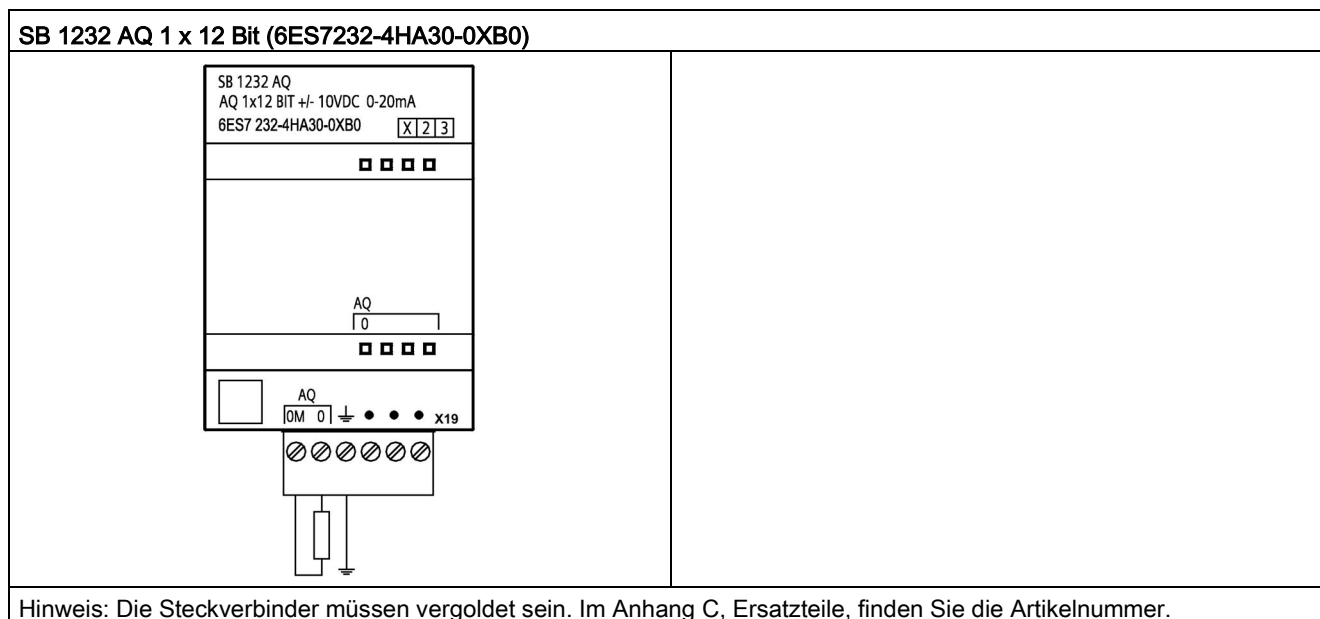 SB 1232 AQ 1 x 12 Bit (6ES7232-4HA30-0XB0)
SB 1232 AQ
AQ 1x12 BIT +/- 10VDC 0-20mA
6ES7 232-4HA30-0XB0 X 2 3
AQ
0
AQ
0M 0 X19
Hinweis: Die Steckverbinder müssen vergoldet sein. Im Anhang C, Ersatzteile, finden Sie die Artikelnummer.